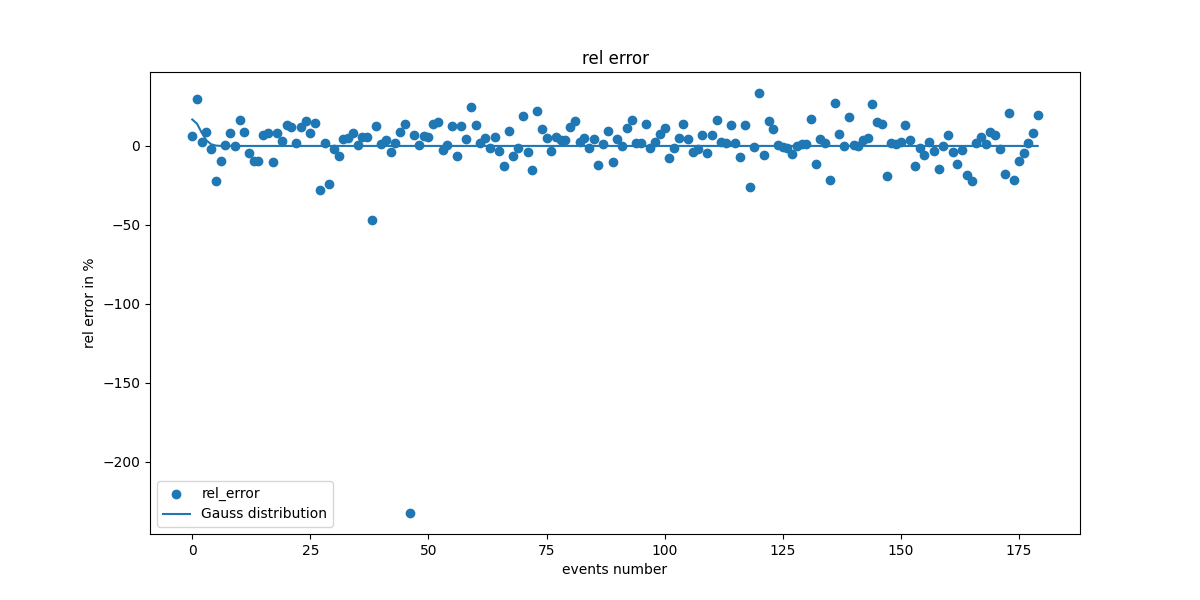 rel error
0
−50
−100
−150
−200
rel error in %
rel_error
Gauss distribution
0
25
50
75
100
125
150
175
events number